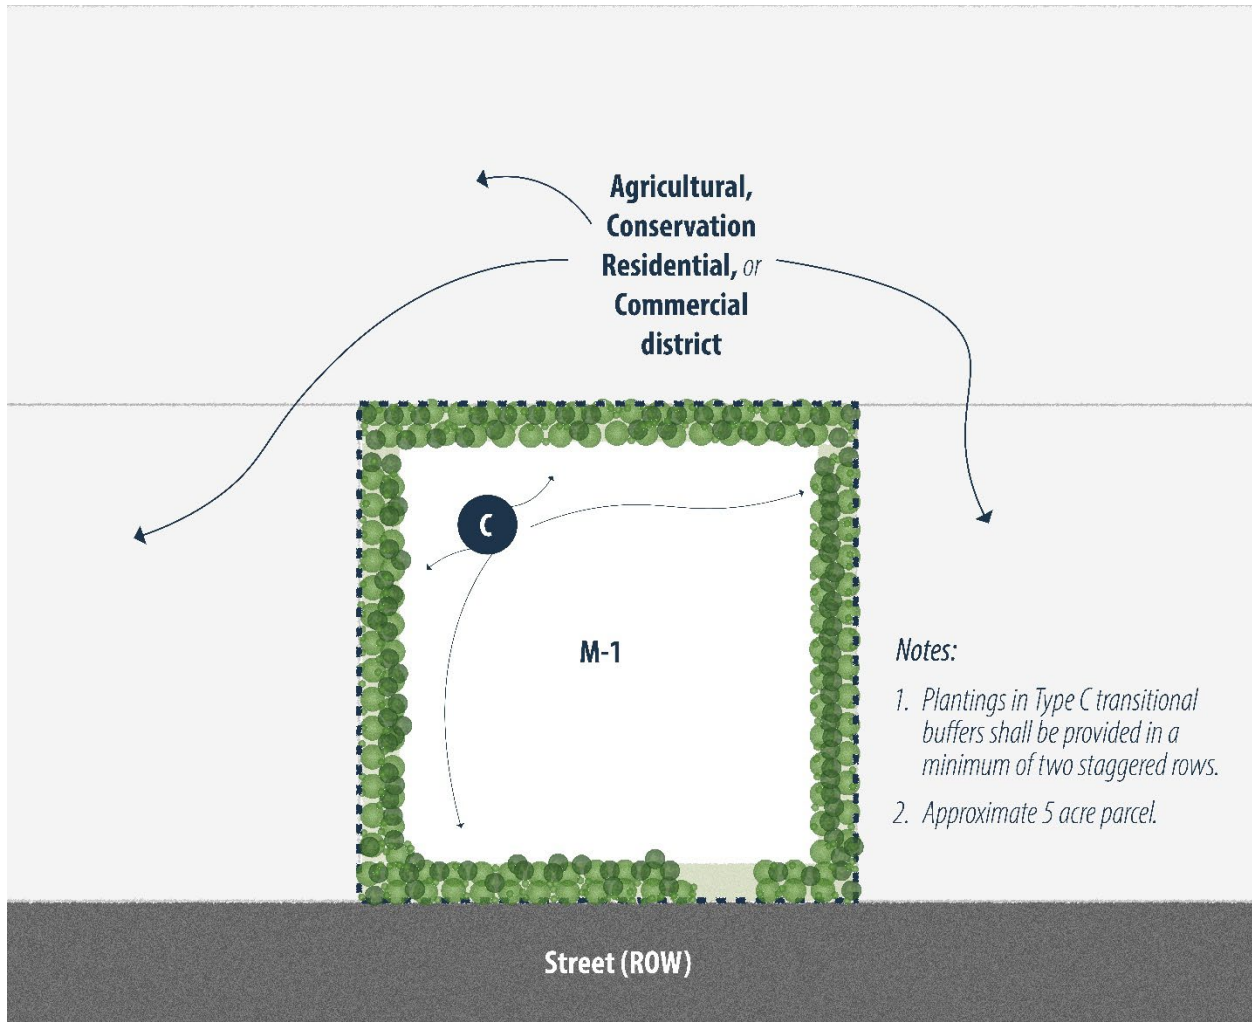 Agricultural,
Conservation
Residential, or
Commercial
district
C
M-1
Notes:
1. Plantings in Type C transitional
buffers shall be provided in a
minimum of two staggered rows.
2. Approximate 5 acre parcel.
Street (ROW)